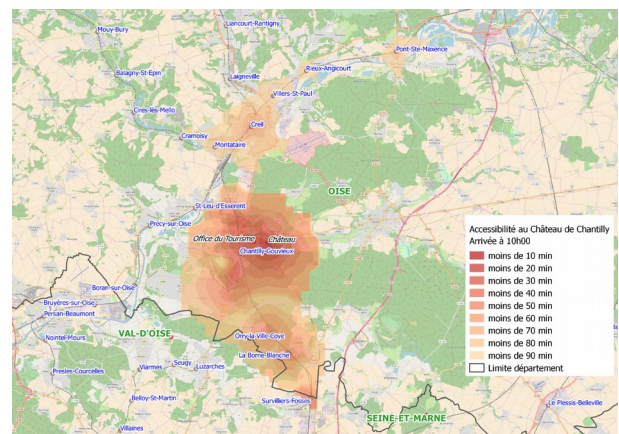 Liancourt-Rantigny
Mouy-Bury
Pont-Ste-Maxence
Balagny-St-Epin
Laigneville
Rieux-Angicourt
Villers-St-Paul
Cires-lès-Mello
Creil
Cramoisy
Montataire
OISE
St-Leu-d'Esserent
Précy-sur-Oise
Office du Tourisme Château
Chantilly-Gouvieux
Accessibilité au Château de Chantilly
Arrivée à 10h00
moins de 10 min
moins de 20 min
moins de 30 min
moins de 40 min
moins de 50 min
moins de 60 min
moins de 70 min
moins de 80 min
moins de 90 min
Limite département
Boran-sur-Oise
Bruyères-sur-Oise
Persan-Beaumont
VAL-D'OISE
Nointel-Mours
Orry-la-Ville-Coye
La Borne-Blanche
Seugy
Luzarches
Viarmes
Presles-Courcelles
Belloy-St-Martin
Survilliers-Fosses
Le Plessis-Belleville
SEINE-ET-MARNE
Villaines